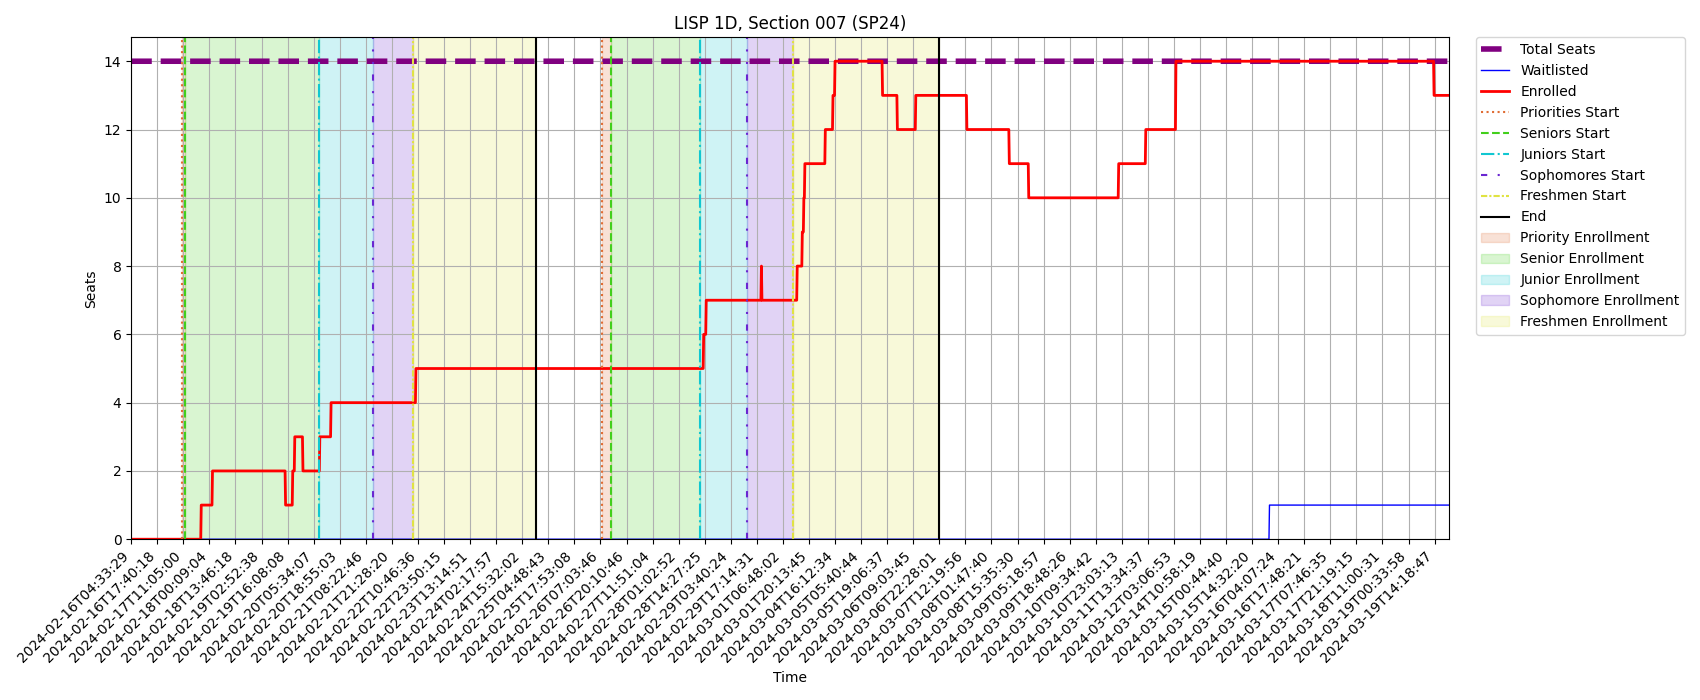 LISP 1D, Section 007 (SP24)
Seats
14
12
10
8
6
4
2
0
2024-02-16T04:33:29
2024-02-16T17:40:18
2024-02-17T11:05:00
2024-02-18T00:09:04
2024-02-18T13:46:18
2024-02-19T02:52:38
2024-02-19T16:08:08
2024-02-20T05:34:07
2024-02-20T18:55:03
2024-02-21T08:22:46
2024-02-21T21:28:20
2024-02-22T10:46:36
2024-02-23T13:14:51
2024-02-24T02:17:57
2024-02-24T15:32:02
2024-02-25T04:48:43
2024-02-25T17:53:08
2024-02-26T07:03:46
2024-02-26T20:10:46
2024-02-27T11:51:04
2024-02-28T01:02:52
2024-02-28T14:27:25
2024-02-29T03:40:24
2024-02-29T17:14:31
2024-03-01T06:48:02
2024-03-01T20:13:45
2024-03-04T16:12:34
2024-03-05T05:40:44
2024-03-05T19:06:37
2024-03-06T09:03:45
2024-03-06T22:28:01
2024-03-07T12:19:56
2024-03-08T01:47:40
2024-03-08T15:35:30
2024-03-09T05:18:57
2024-03-09T18:48:26
2024-03-10T09:34:42
2024-03-10T23:03:13
2024-03-11T13:34:37
2024-03-12T03:06:53
2024-03-14T10:58:19
2024-03-15T00:44:40
2024-03-15T14:32:20
2024-03-16T04:07:24
2024-03-16T17:48:21
2024-03-17T07:46:35
2024-03-17T21:19:15
2024-03-18T11:00:31
2024-03-19T00:33:58
2024-03-19T14:18:47
Time
Total Seats
Waitlisted
Enrolled
Priorities Start
Seniors Start
Juniors Start
Sophomores Start
Freshmen Start
End
Priority Enrollment
Senior Enrollment
Junior Enrollment
Sophomore Enrollment
Freshmen Enrollment